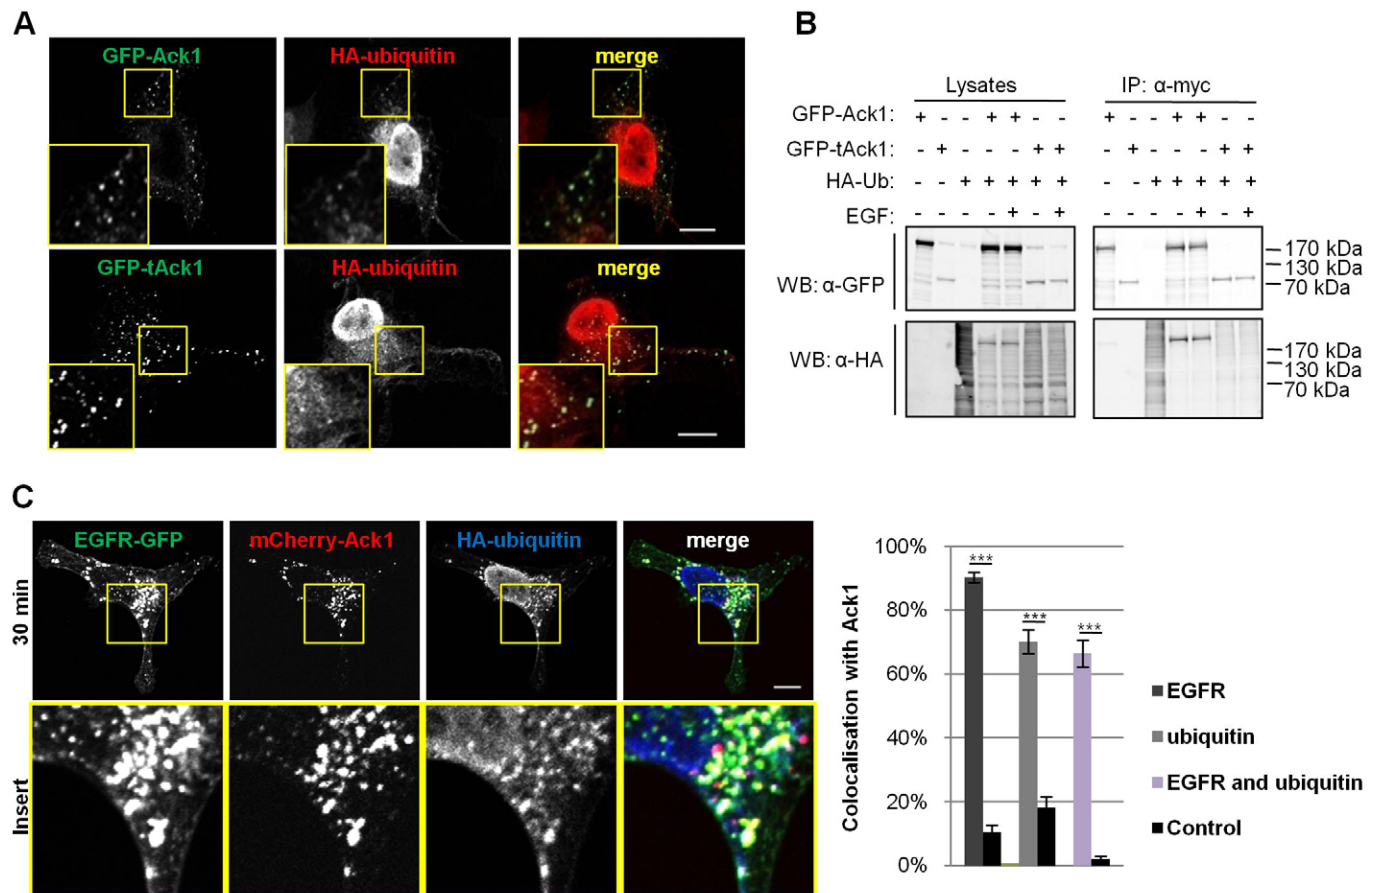 A
GFP-Ack1 HA-ubiquitin merge
GFP-tAck1 HA-ubiquitin merge
B
Lysates IP: α-myc
GFP-Ack1: + - - + + - - + - - + + - -
GFP-tAck1: - + - - - + + - + - - - + +
HA-Ub: - - + + + + + - - + + + + +
EGF: - - - - + - + - - - - + - +
WB: α-GFP
170 kDa
130 kDa
70 kDa
WB: α-HA
170 kDa
130 kDa
70 kDa
C
30 min
EGFR-GFP mCherry-Ack1 HA-ubiquitin merge
Insert
Colocalisation with Ack1
100%
80%
60%
40%
20%
0%
*** *** ***
EGFR
ubiquitin
EGFR and ubiquitin
Control